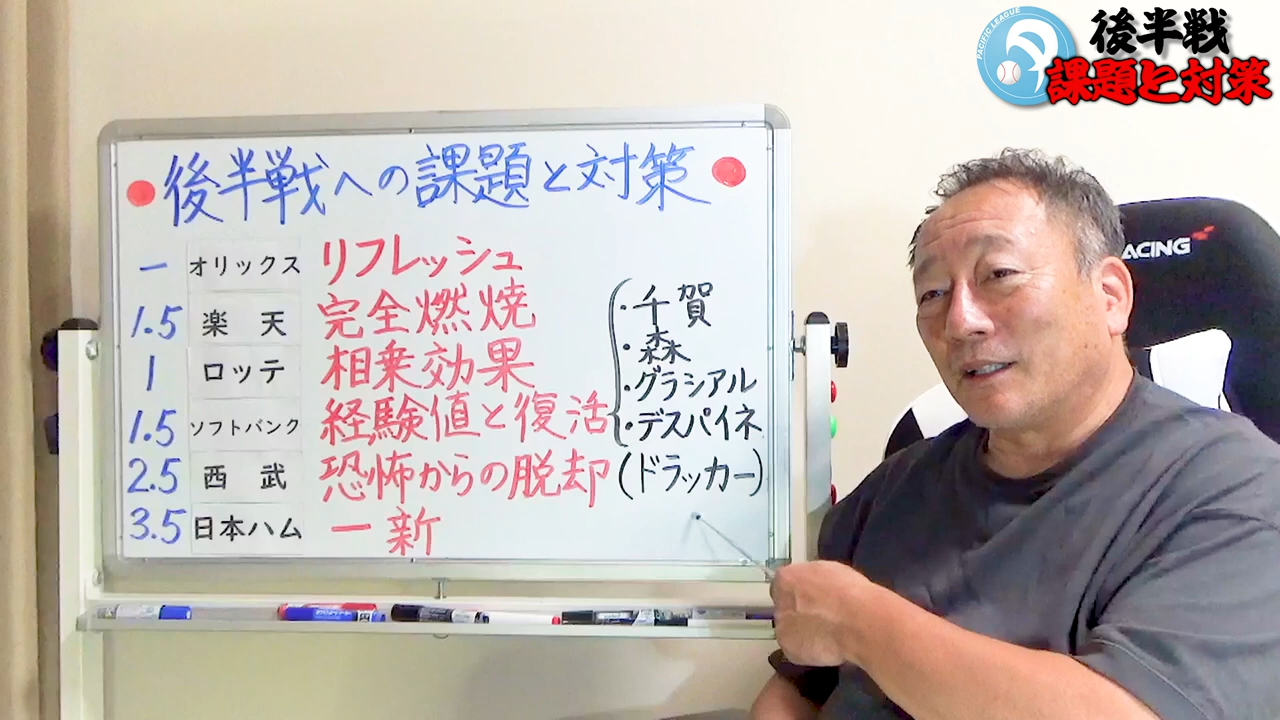 PACIFIC LEAGUE
後半戦
課題と対策
後半戦への課題と対策
ー オリックス リフレッシュ
1.5 楽天 完全燃焼
1 ロッテ 相乗効果
1.5 ソフトバンク 経験値と復活
・千賀
・森
・グラシアル
・デスパイネ
2.5 西武 恐怖からの脱却(ドラッカー)
3.5 日本ハム 一新
ACING